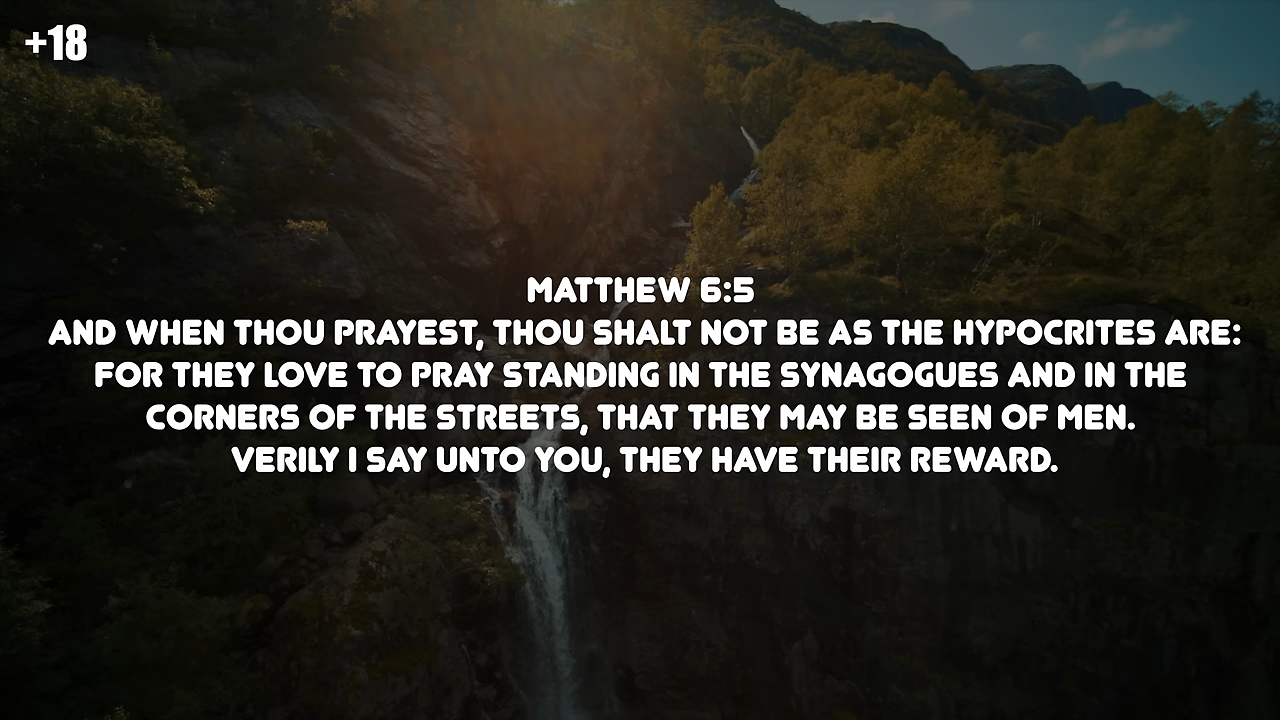 +18
MATTHEW 6:5
AND WHEN THOU PRAYEST, THOU SHALT NOT BE AS THE HYPOCRITES ARE:
FOR THEY LOVE TO PRAY STANDING IN THE SYNAGOGUES AND IN THE
CORNERS OF THE STREETS, THAT THEY MAY BE SEEN OF MEN.
VERILY I SAY UNTO YOU, THEY HAVE THEIR REWARD.